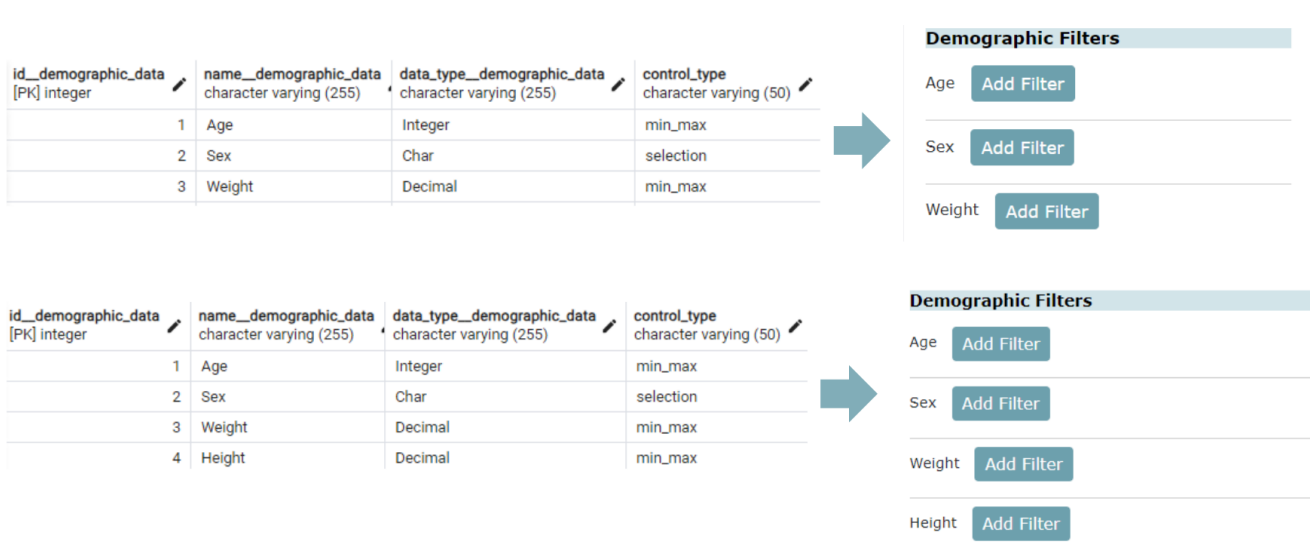 id__demographic_data name__demographic_data data_type__demographic_data control_type
[PK] integer character varying (255) character varying (255) character varying (50)
1 Age Integer min_max
2 Sex Char selection
3 Weight Decimal min_max
Demographic Filters
Age Add Filter
Sex Add Filter
Weight Add Filter
id__demographic_data name__demographic_data data_type__demographic_data control_type
[PK] integer character varying (255) character varying (255) character varying (50)
1 Age Integer min_max
2 Sex Char selection
3 Weight Decimal min_max
4 Height Decimal min_max
Demographic Filters
Age Add Filter
Sex Add Filter
Weight Add Filter
Height Add Filter